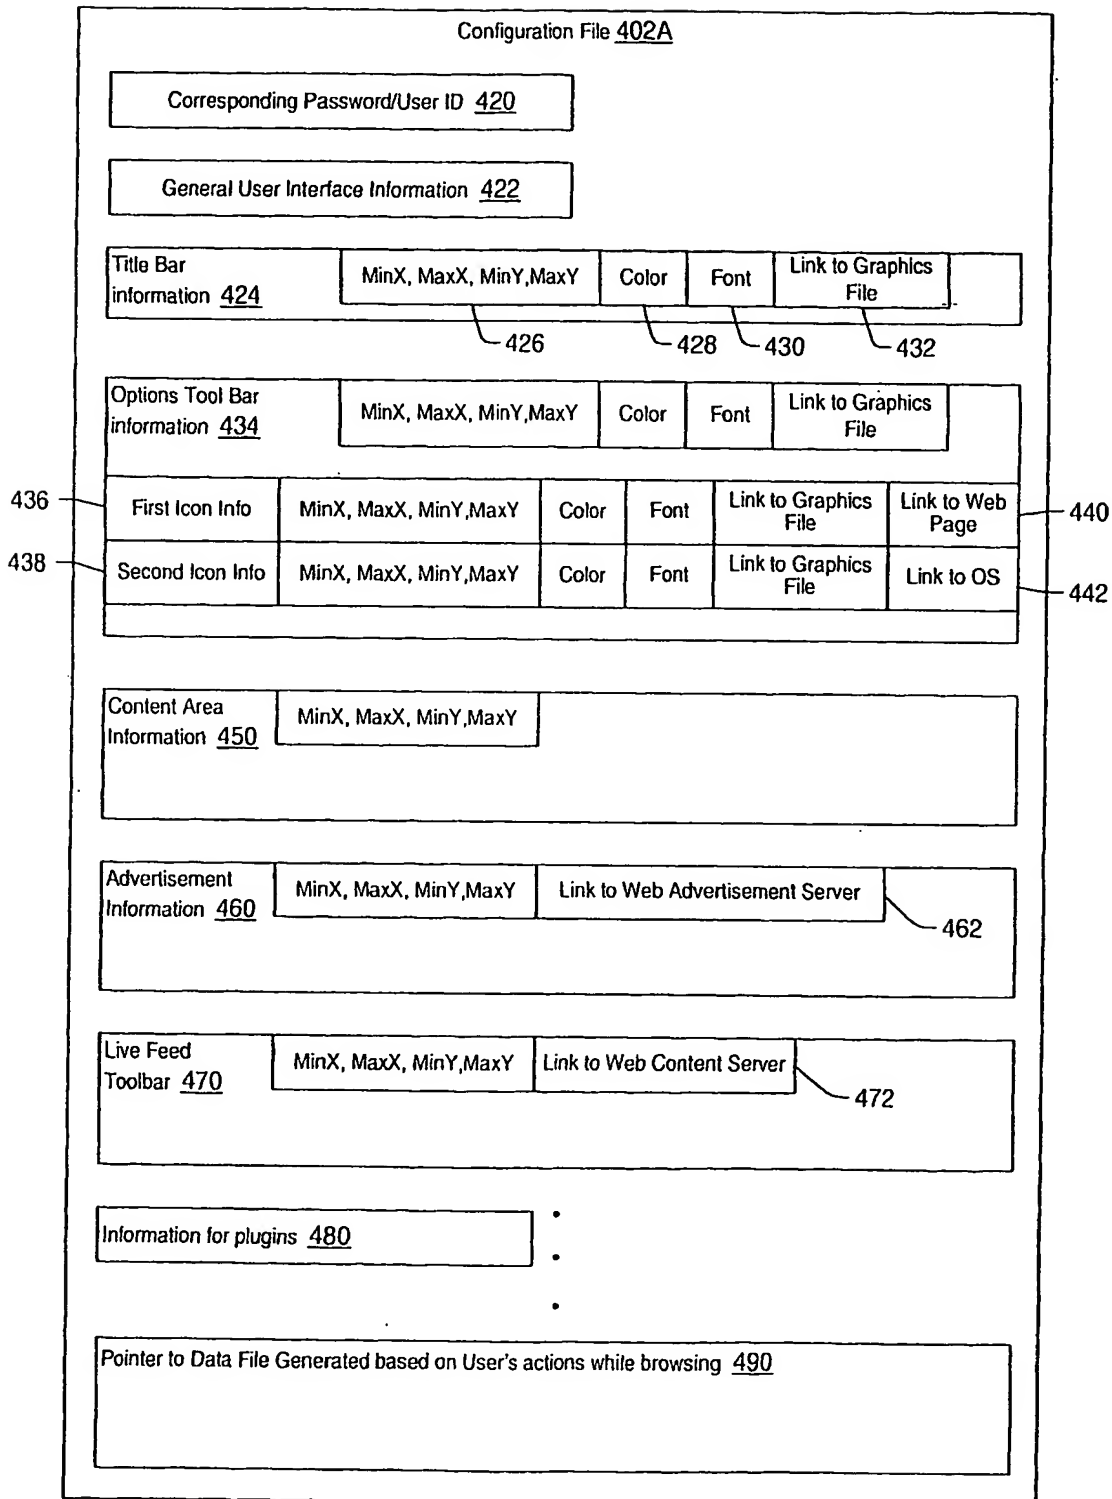 Configuration File 402A
Corresponding Password/User ID 420
General User Interface Information 422
Title Bar
information 424
MinX, MaxX, MinY,MaxY
Color
Font
Link to Graphics
File
426
428
430
432
Options Tool Bar
information 434
MinX, MaxX, MinY,MaxY
Color
Font
Link to Graphics
File
436
First Icon Info
MinX, MaxX, MinY,MaxY
Color
Font
Link to Graphics
File
Link to Web
Page
440
438
Second Icon Info
MinX, MaxX, MinY,MaxY
Color
Font
Link to Graphics
File
Link to OS
442
Content Area
Information 450
MinX, MaxX, MinY,MaxY
Advertisement
Information 460
MinX, MaxX, MinY,MaxY
Link to Web Advertisement Server
462
Live Feed
Toolbar 470
MinX, MaxX, MinY,MaxY
Link to Web Content Server
472
Information for plugins 480
Pointer to Data File Generated based on User's actions while browsing 490